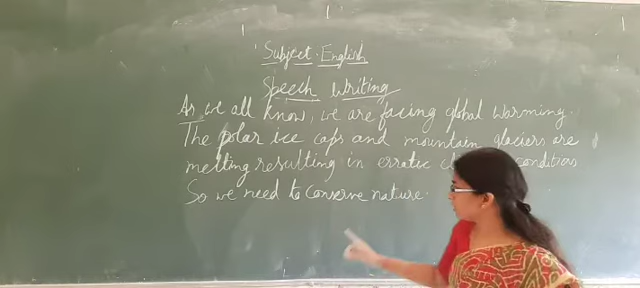 Subject. English
Speech Writing
As we all know, we are facing global warming.
The polar ice caps and mountain glaciers are
melting resulting in erratic conditions
So we need to conserve nature.